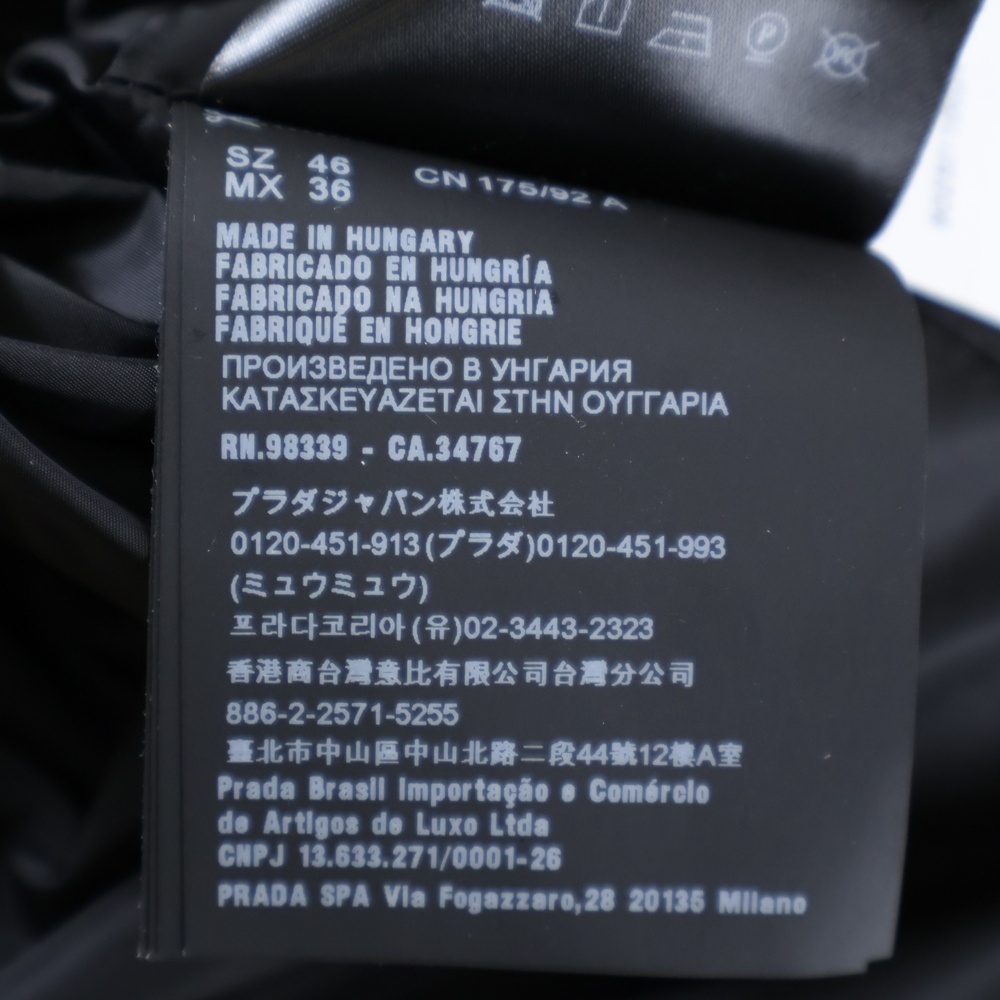 P
SZ 46
MX 36
CN 175/92 A
MADE IN HUNGARY
FABRICADO EN HUNGRÍA
FABRICADO NA HUNGRIA
FABRIQUÉ EN HONGRIE
ПРОИЗВЕДЕНО В УНГАРИЯ
ΚΑΤΑΣΚΕΥΑΖΕΤΑΙ ΣΤΗΝ ΟΥΓΓΑΡΙΑ
RN.98339 - CA.34767
プラダジャパン株式会社
0120-451-913(プラダ)0120-451-993
(ミュウミュウ)
프라다코리아(유)02-3443-2323
香港商台灣意比有限公司台灣分公司
886-2-2571-5255
臺北市中山區中山北路二段44號12樓A室
Prada Brasil Importação e Comércio
de Artigos de Luxo Ltda
CNPJ 13.633.271/0001-26
PRADA SPA Via Fogazzaro,28 20135 Milano